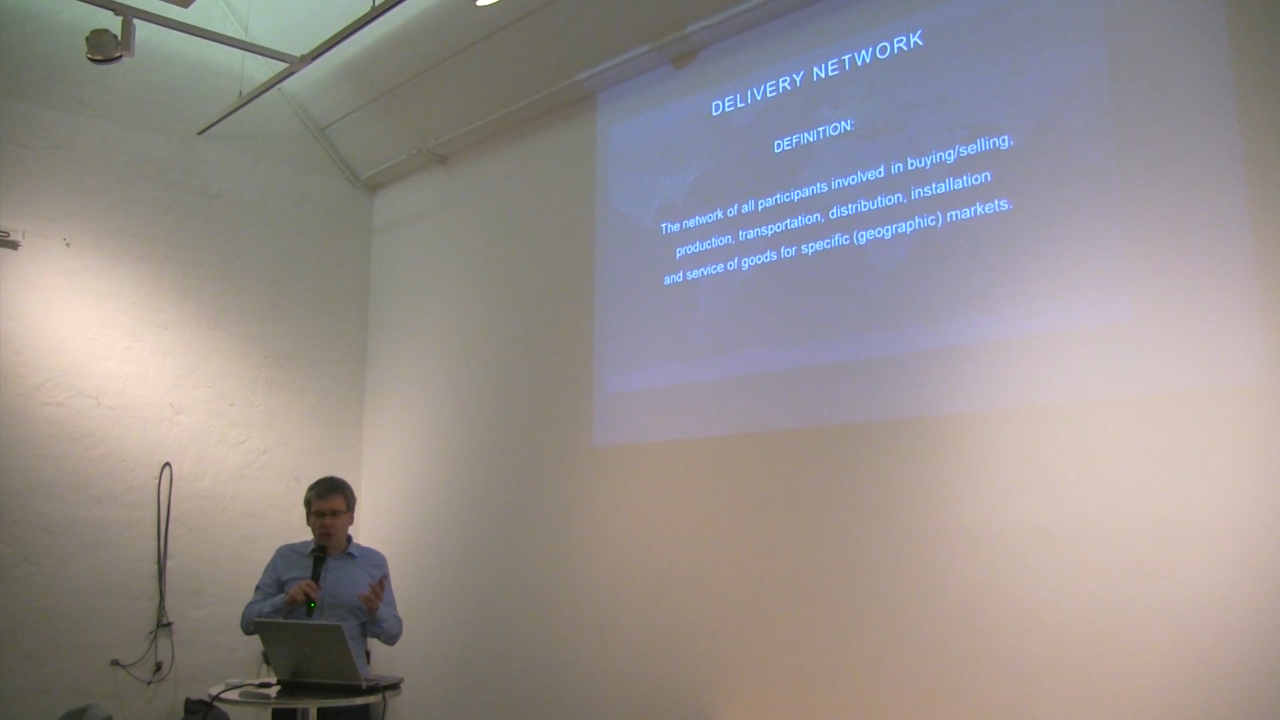 DELIVERY NETWORK
DEFINITION:
The network of all participants involved in buying/selling,
production, transportation, distribution, installation
and service of goods for specific (geographic) markets.